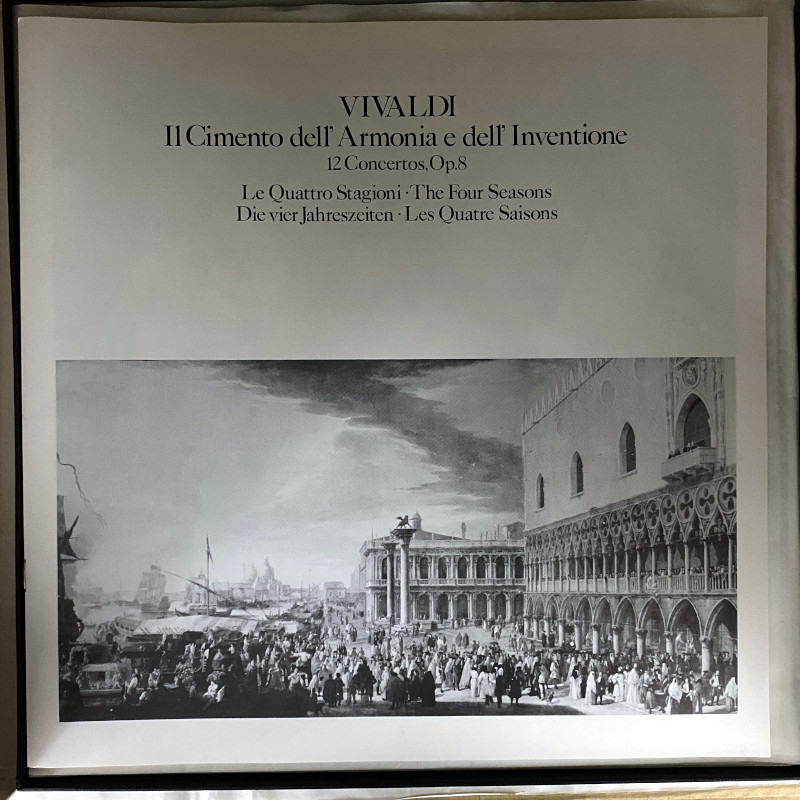 VIVALDI
Il Cimento dell' Armonia e dell' Inventione
12 Concertos, Op.8
Le Quattro Stagioni · The Four Seasons
Die vier Jahreszeiten · Les Quatre Saisons